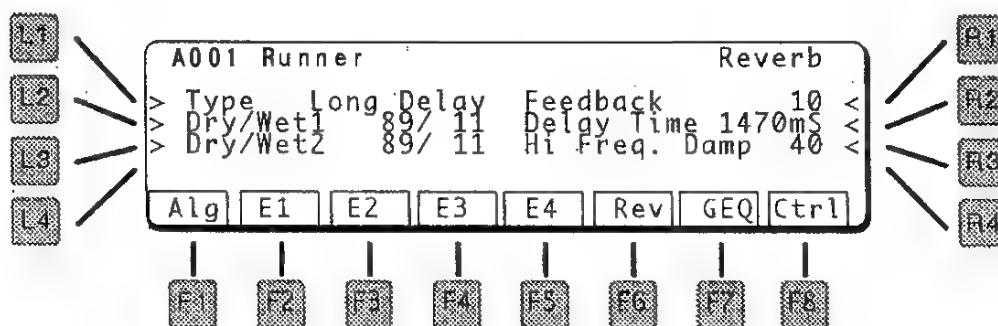 L1
L2
L3
L4
A001 Runner Reverb
> Type Long Delay Feedback 10 <
> Dry/Wet1 89/ 11 Delay Time 1470mS <
> Dry/Wet2 89/ 11 Hi Freq. Damp 40 <
Alg E1 E2 E3 E4 Rev GEQ Ctrl
R1
R2
R3
R4
F1 F2 F3 F4 F5 F6 F7 F8